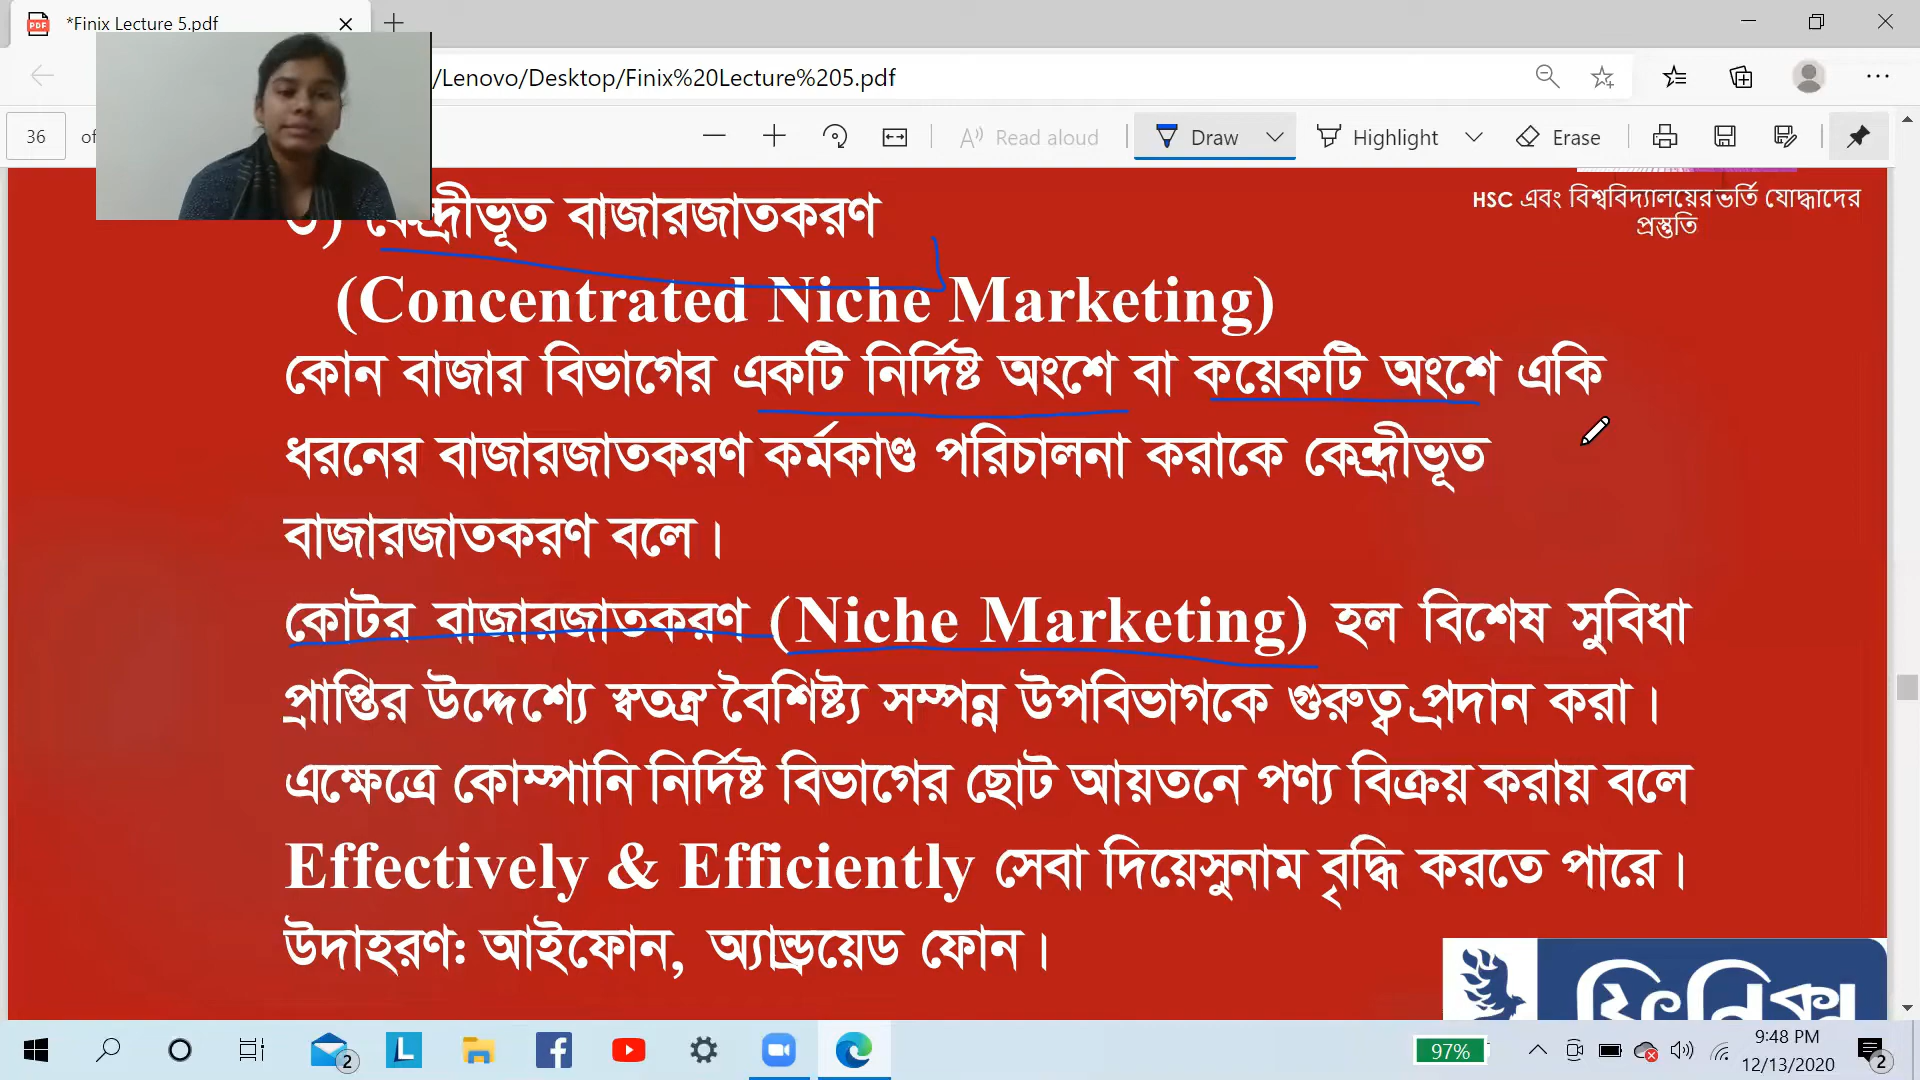 *Finix Lecture 5.pdf
/Lenovo/Desktop/Finix%20Lecture%205.pdf
36 of
Read aloud
Draw
Highlight
Erase
HSC এবং বিশ্ববিদ্যালয়ের ভর্তি যোদ্ধাদের
প্রস্তুতি
৩) কেন্দ্রীভূত বাজারজাতকরণ
(Concentrated Niche Marketing)
কোন বাজার বিভাগের একটি নির্দিষ্ট অংশে বা কয়েকটি অংশে একি
ধরনের বাজারজাতকরণ কর্মকাণ্ড পরিচালনা করাকে কেন্দ্রীভূত
বাজারজাতকরণ বলে।
কোটর বাজারজাতকরণ (Niche Marketing) হল বিশেষ সুবিধা
প্রাপ্তির উদ্দেশ্যে স্বতন্ত্র বৈশিষ্ট্য সম্পন্ন উপবিভাগকে গুরুত্ব প্রদান করা।
এক্ষেত্রে কোম্পানি নির্দিষ্ট বিভাগের ছোট আয়তনে পণ্য বিক্রয় করায় বলে
Effectively & Efficiently সেবা দিয়েসুনাম বৃদ্ধি করতে পারে।
উদাহরণঃ আইফোন, অ্যান্ড্রয়েড ফোন।
ফিনিক্স
2
97%
9:48 PM
12/13/2020
2